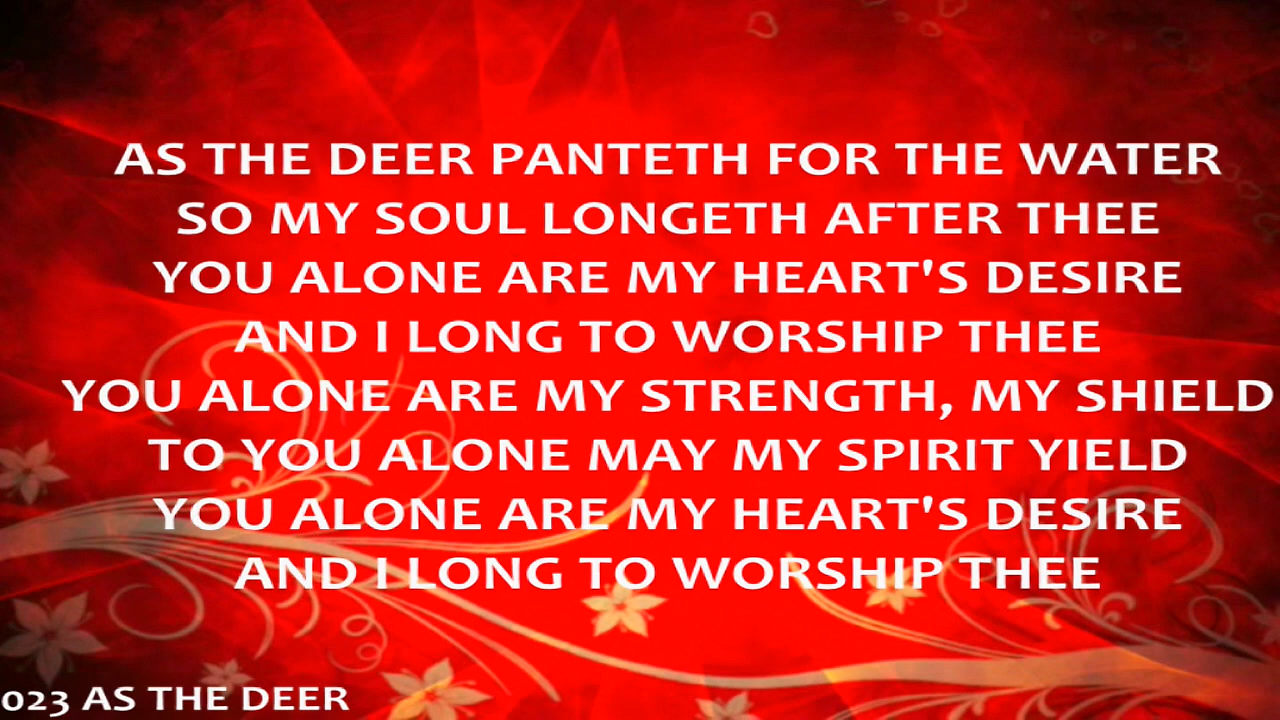 AS THE DEER PANTETH FOR THE WATER
SO MY SOUL LONGETH AFTER THEE
YOU ALONE ARE MY HEART'S DESIRE
AND I LONG TO WORSHIP THEE
YOU ALONE ARE MY STRENGTH, MY SHIELD
TO YOU ALONE MAY MY SPIRIT YIELD
YOU ALONE ARE MY HEART'S DESIRE
AND I LONG TO WORSHIP THEE
023 AS THE DEER